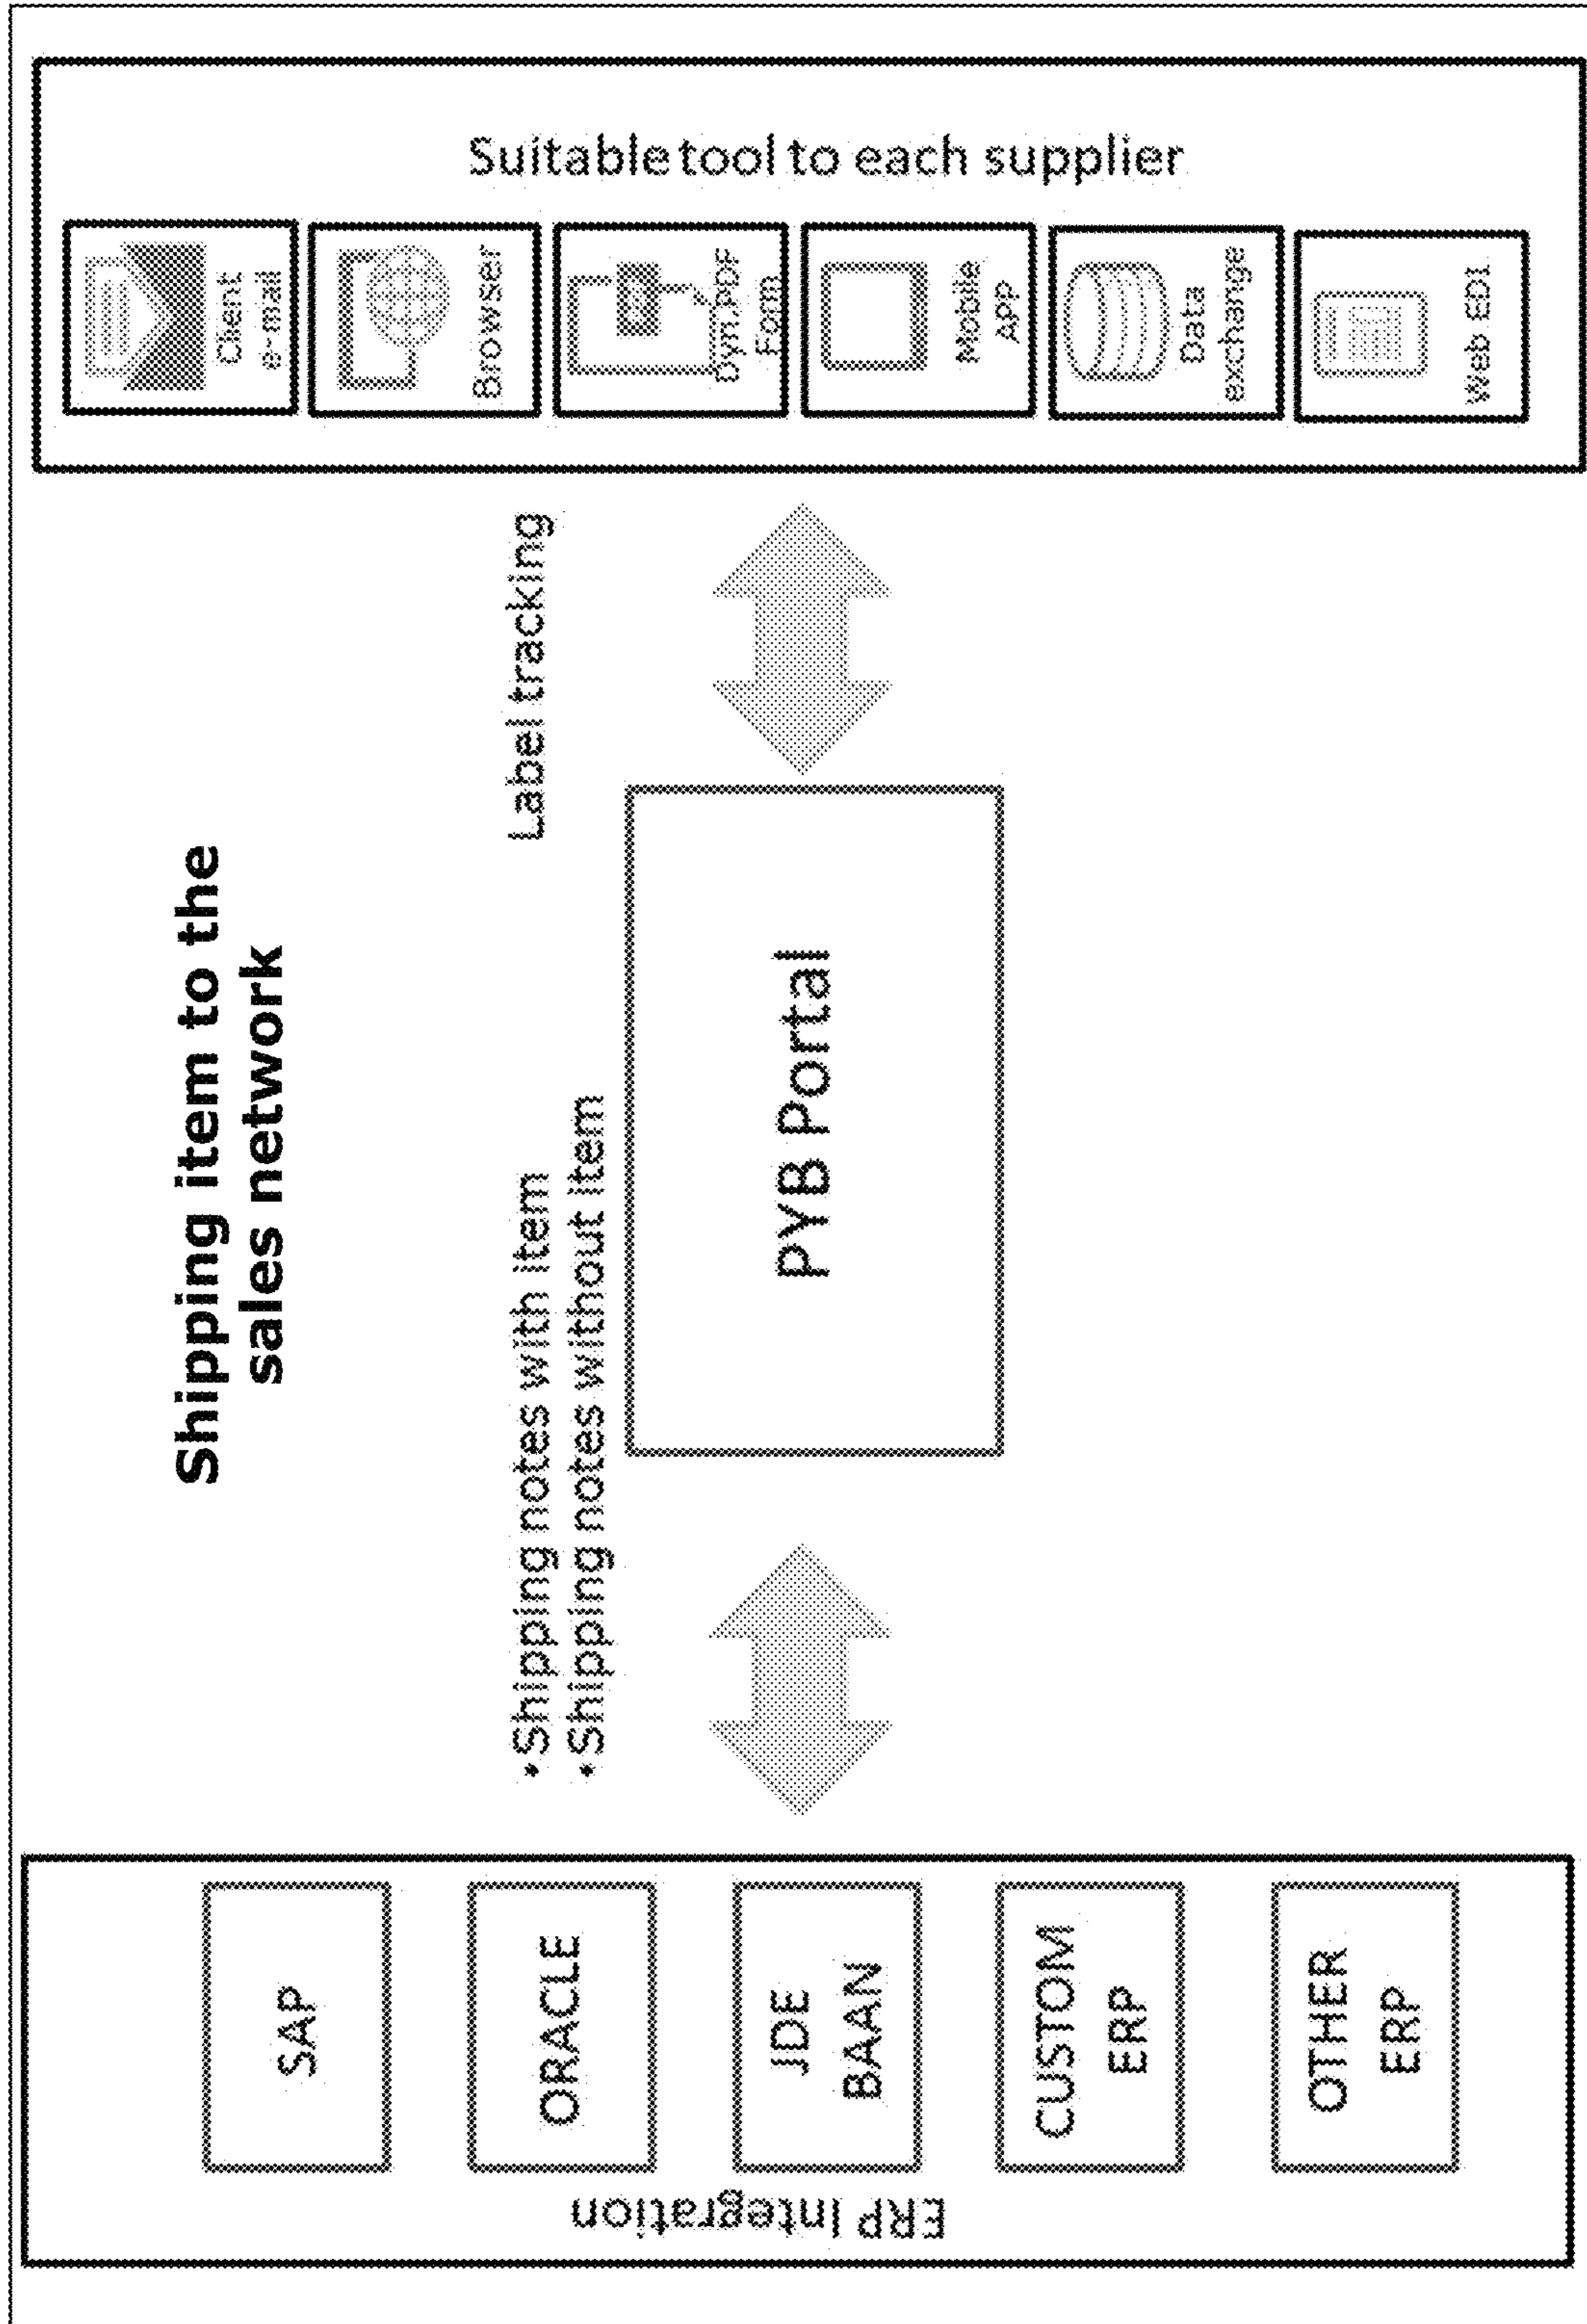 Shipping item to the
sales network
ERP Integration
SAP
ORACLE
JDE
BAAN
CUSTOM
ERP
OTHER
ERP
•Shipping notes with item
•Shipping notes without item
PYB Portal
Label tracking
Client
e-mail
Browser
Dyn.PDF
Form
Mobile
APP
Data
exchange
Web EDI
Suitable tool to each supplier